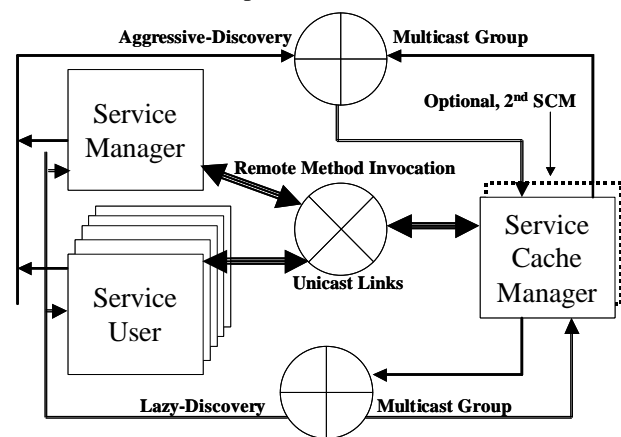 Aggressive-Discovery Multicast Group
Optional, 2nd SCM
Service
Manager
Remote Method Invocation
Service
Cache
Manager
Service
User
Unicast Links
Lazy-Discovery Multicast Group